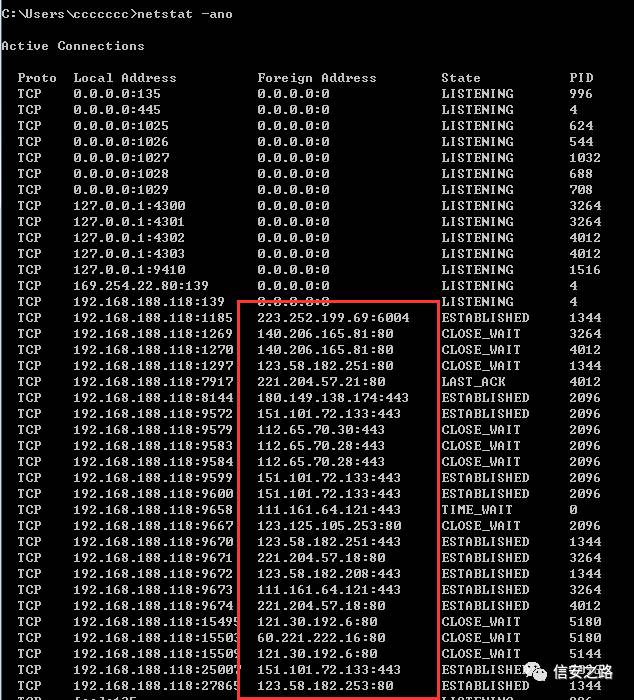 C:\Users\ccccccc>netstat -ano
Active Connections
Proto Local Address Foreign Address State PID
TCP 0.0.0.0:135 0.0.0.0:0 LISTENING 996
TCP 0.0.0.0:445 0.0.0.0:0 LISTENING 4
TCP 0.0.0.0:1025 0.0.0.0:0 LISTENING 624
TCP 0.0.0.0:1026 0.0.0.0:0 LISTENING 544
TCP 0.0.0.0:1027 0.0.0.0:0 LISTENING 1032
TCP 0.0.0.0:1028 0.0.0.0:0 LISTENING 688
TCP 0.0.0.0:1029 0.0.0.0:0 LISTENING 708
TCP 127.0.0.1:4300 0.0.0.0:0 LISTENING 3264
TCP 127.0.0.1:4301 0.0.0.0:0 LISTENING 3264
TCP 127.0.0.1:4302 0.0.0.0:0 LISTENING 4012
TCP 127.0.0.1:4303 0.0.0.0:0 LISTENING 4012
TCP 127.0.0.1:9410 0.0.0.0:0 LISTENING 1516
TCP 169.254.22.80:139 0.0.0.0:0 LISTENING 4
TCP 192.168.188.118:139 0.0.0.0:0 LISTENING 4
TCP 192.168.188.118:1185 223.252.199.69:6004 ESTABLISHED 1344
TCP 192.168.188.118:1269 140.206.165.81:80 CLOSE_WAIT 3264
TCP 192.168.188.118:1270 140.206.165.81:80 CLOSE_WAIT 4012
TCP 192.168.188.118:1297 123.58.182.251:80 CLOSE_WAIT 1344
TCP 192.168.188.118:7917 221.204.57.21:80 LAST_ACK 4012
TCP 192.168.188.118:8144 180.149.138.174:443 ESTABLISHED 2096
TCP 192.168.188.118:9572 151.101.72.133:443 ESTABLISHED 2096
TCP 192.168.188.118:9579 112.65.70.30:443 CLOSE_WAIT 2096
TCP 192.168.188.118:9583 112.65.70.28:443 CLOSE_WAIT 2096
TCP 192.168.188.118:9584 112.65.70.28:443 CLOSE_WAIT 2096
TCP 192.168.188.118:9599 151.101.72.133:443 ESTABLISHED 2096
TCP 192.168.188.118:9600 151.101.72.133:443 ESTABLISHED 2096
TCP 192.168.188.118:9658 111.161.64.121:443 TIME_WAIT 0
TCP 192.168.188.118:9667 123.125.105.253:80 CLOSE_WAIT 2096
TCP 192.168.188.118:9670 123.58.182.251:443 ESTABLISHED 1344
TCP 192.168.188.118:9671 221.204.57.18:80 ESTABLISHED 3264
TCP 192.168.188.118:9672 123.58.182.208:443 ESTABLISHED 1344
TCP 192.168.188.118:9673 111.161.64.121:443 ESTABLISHED 3264
TCP 192.168.188.118:9674 221.204.57.18:80 ESTABLISHED 4012
TCP 192.168.188.118:15495 121.30.192.6:80 CLOSE_WAIT 5180
TCP 192.168.188.118:15503 60.221.222.16:80 CLOSE_WAIT 5180
TCP 192.168.188.118:15509 121.30.192.6:80 CLOSE_WAIT 5144
TCP 192.168.188.118:25007 151.101.72.133:443 ESTABLISHED
TCP 192.168.188.118:27865 123.58.182.253:80 ESTABLISHED 1344
信安之路